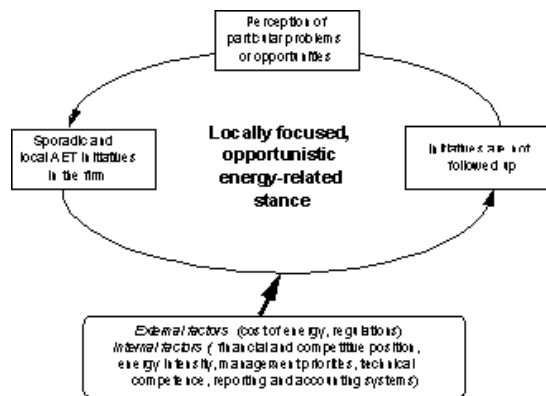 Perception of
particular problems
or opportunities
Sporadic and
local AET initiatives
in the firm
Locally focused,
opportunistic
energy-related
stance
Initiatives are not
followed up
External factors (cost of energy, regulations)
Internal factors ( financial and competitive position,
energy intensity, management priorities, technical
competence, reporting and accounting systems)